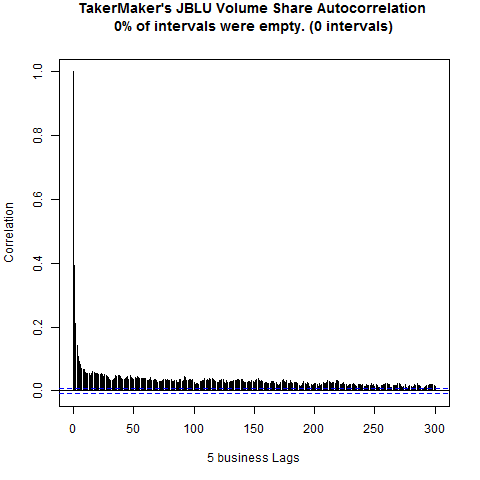 TakerMaker's JBLU Volume Share Autocorrelation
0% of intervals were empty. (0 intervals)
Correlation
1.0
0.8
0.6
0.4
0.2
0.0
0 50 100 150 200 250 300
5 business Lags